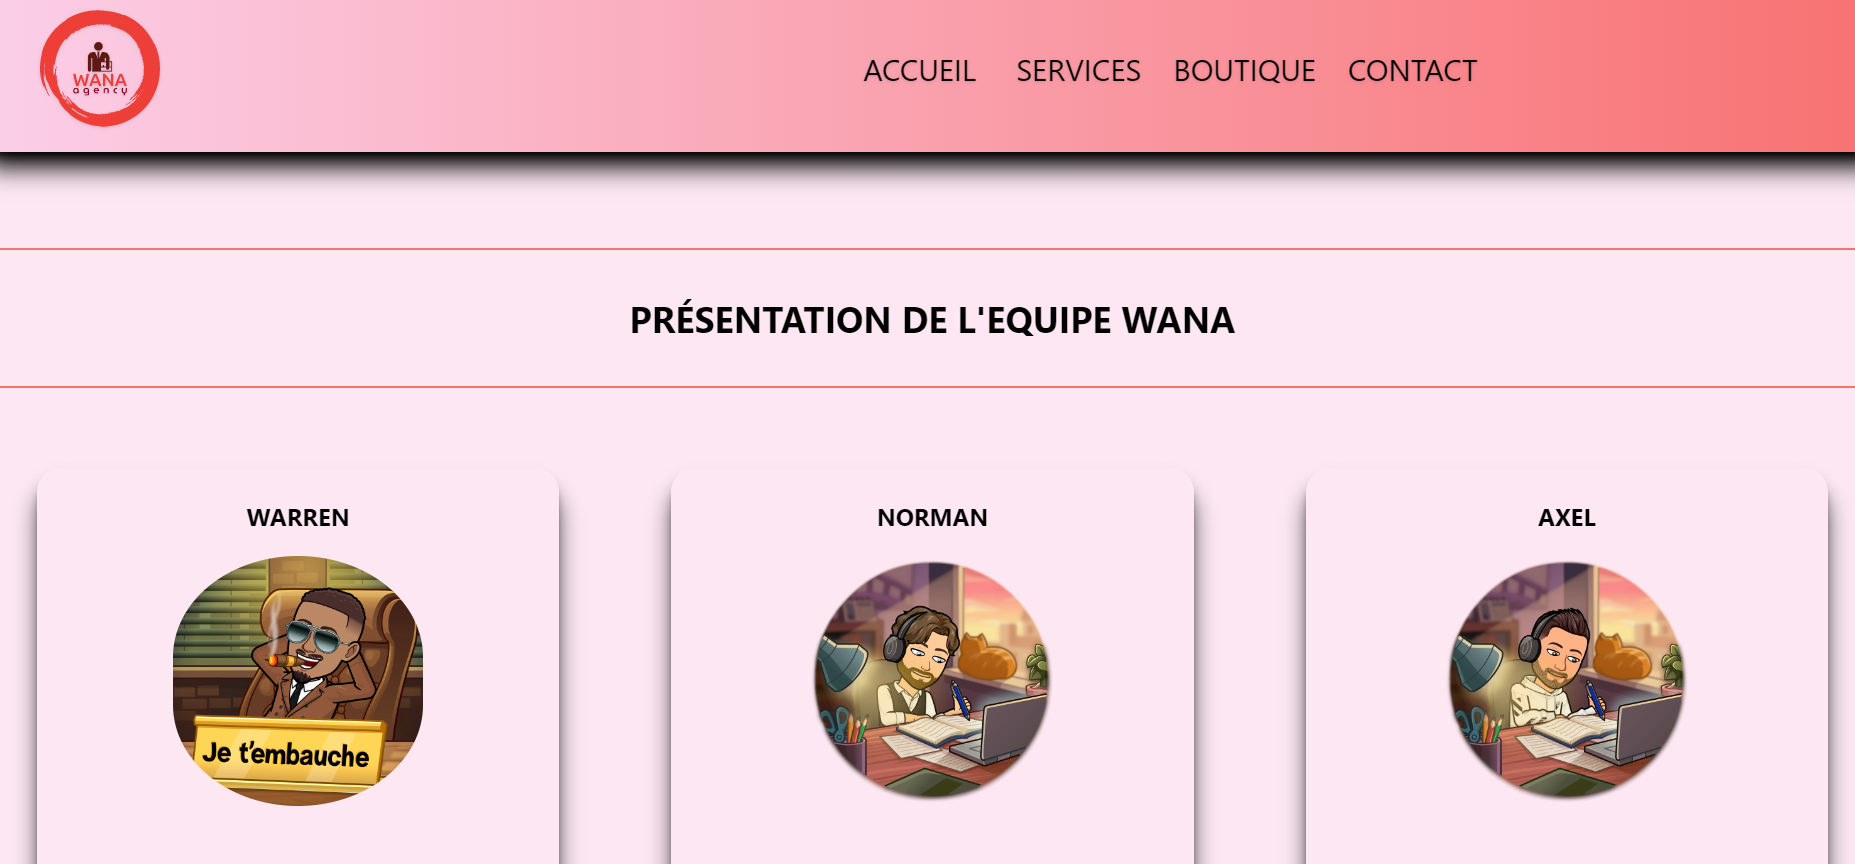 WANA
agency
ACCUEIL SERVICES BOUTIQUE CONTACT
PRÉSENTATION DE L'EQUIPE WANA
WARREN
NORMAN
AXEL
Je t'embauche